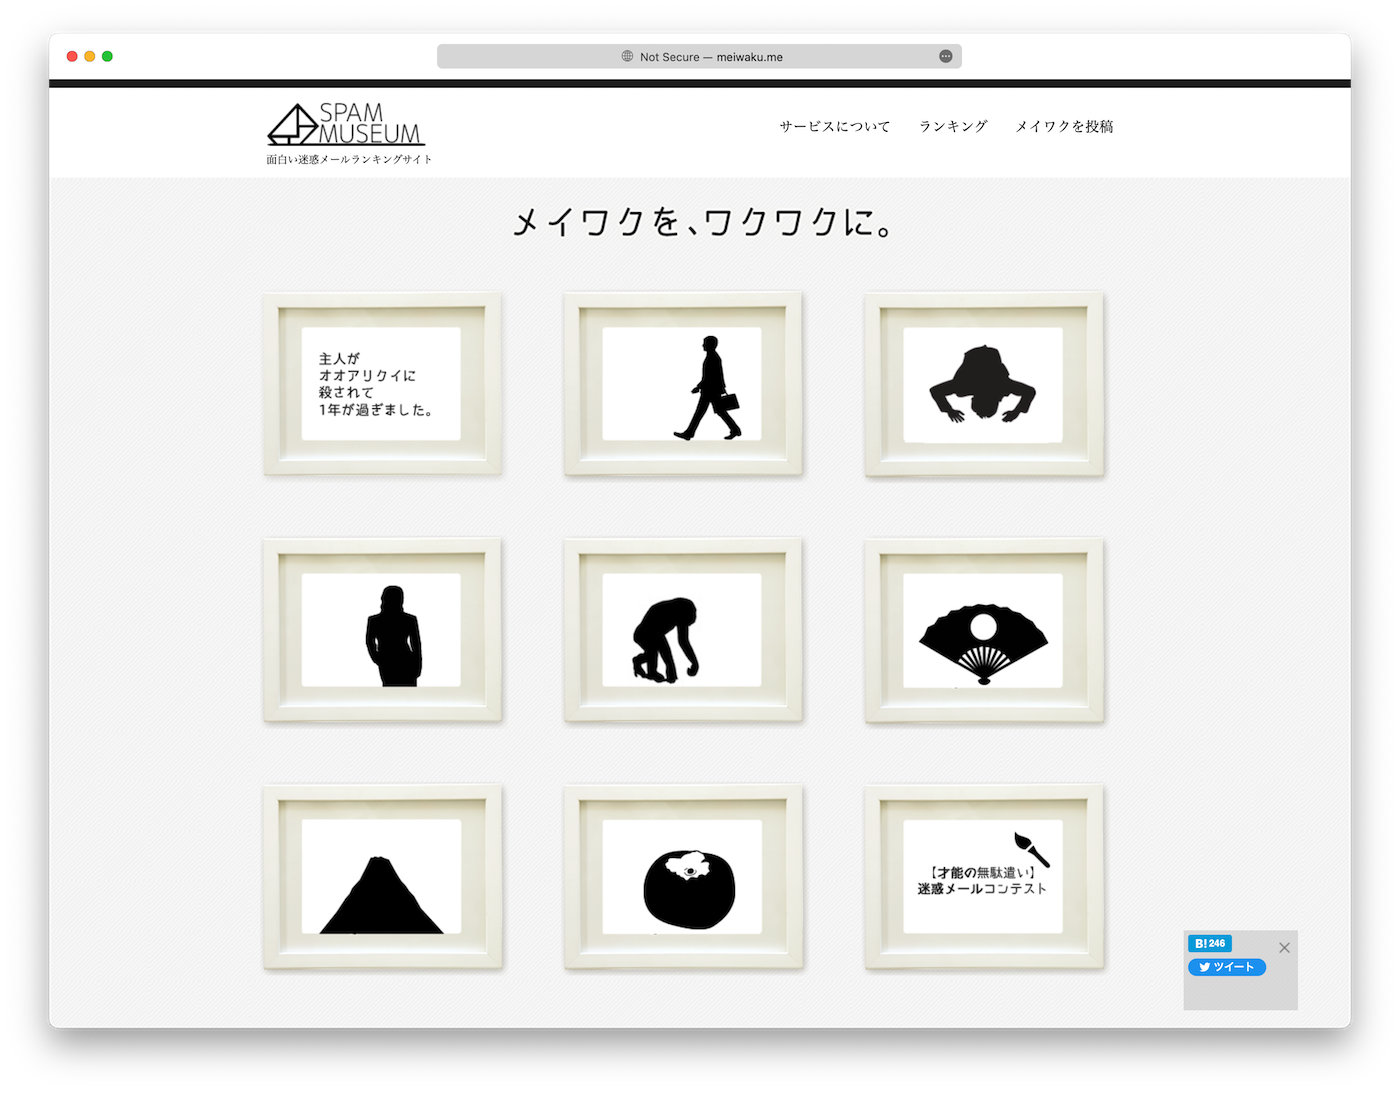 Not Secure — meiwaku.me
SPAM
MUSEUM
面白い迷惑メールランキングサイト
サービスについて
ランキング
メイワクを投稿
メイワクを、ワクワクに。
主人が
オオアリクイに
殺されて
1年が過ぎました。
【才能の無駄遣い】
迷惑メールコンテスト
B! 246
ツイート